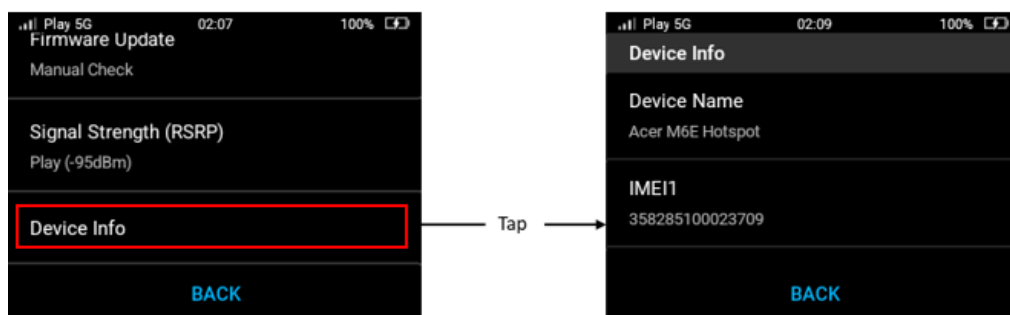 Play 5G 02:07 100%
Firmware Update
Manual Check
Signal Strength (RSRP)
Play (-95dBm)
Device Info
BACK
Tap
Play 5G 02:09 100%
Device Info
Device Name
Acer M6E Hotspot
IMEI1
358285100023709
BACK